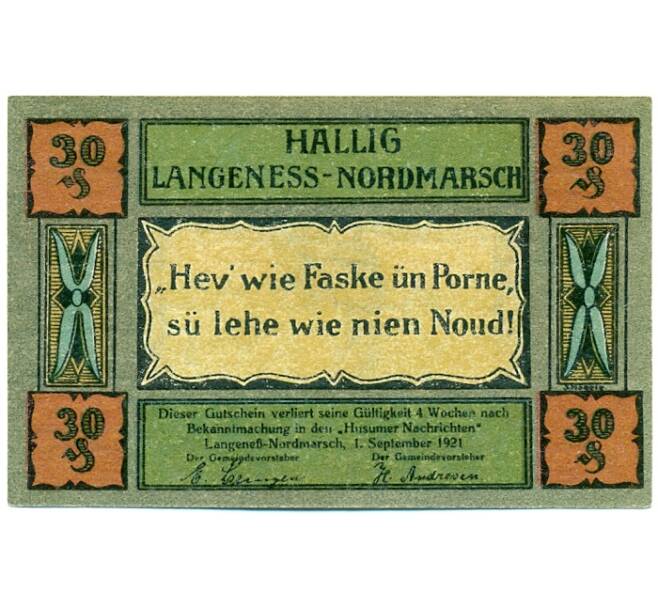 30 ₰
HALLIG
LANGENESS-NORDMARSCH
30 ₰
„Hev' wie Faske ün Porne,
sü lehe wie nien Noud!
30 ₰
Dieser Gutschein verliert seine Gültigkeit 4 Wochen nach
Bekanntmachung in den „Husumer Nachrichten“
Langeneß-Nordmarsch, 1. September 1921
Der Gemeindevorsteher
Der Gemeindevorsteher
H. Andresen
30 ₰